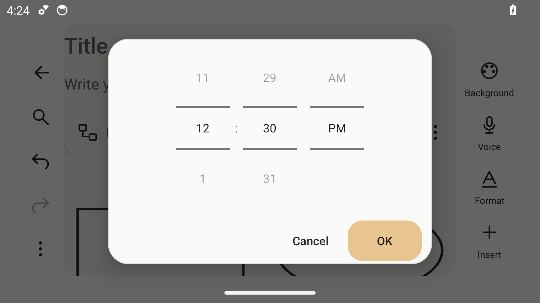 4:24
Title
Write y
11 29 AM
12 : 30 PM
1 31
Cancel OK
Background
Voice
Format
Insert